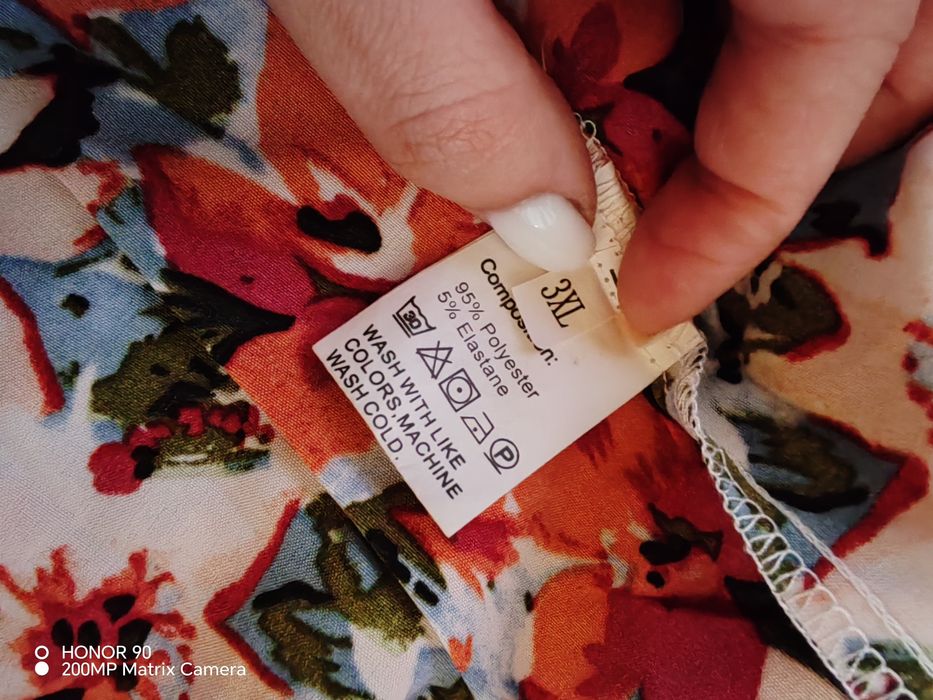 3XL
Composition:
95% Polyester
5% Elastane
30
P
WASH WITH LIKE
COLORS.MACHINE
WASH COLD.
HONOR 90
200MP Matrix Camera